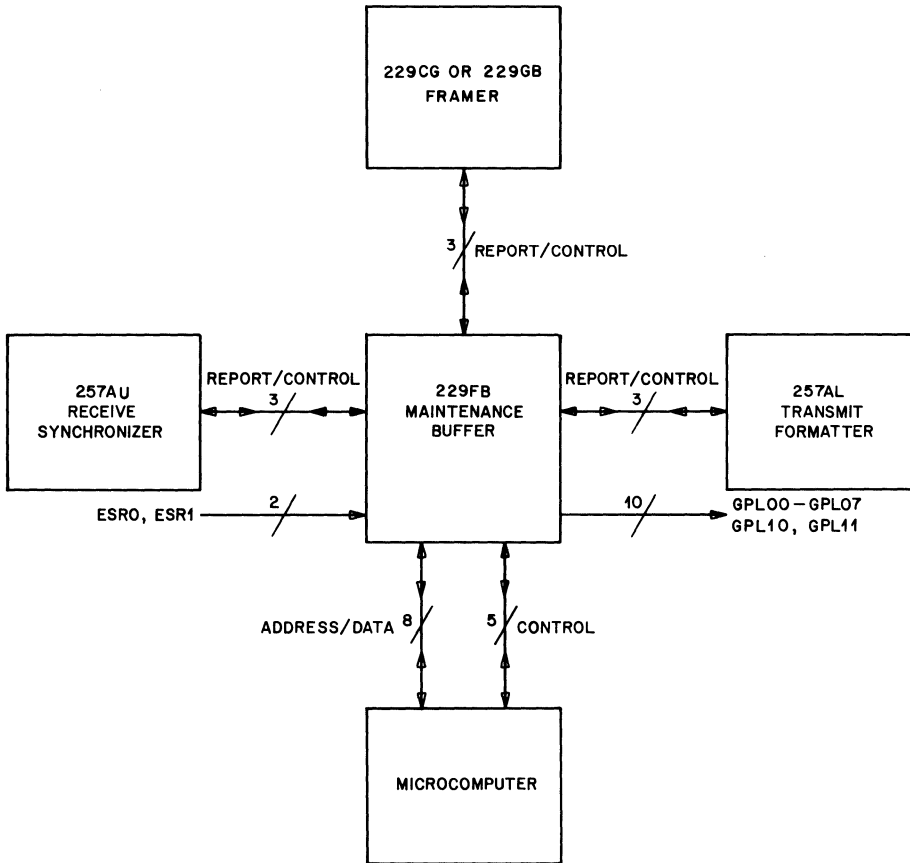 229CG OR 229GB
FRAMER
3
REPORT/CONTROL
257AU
RECEIVE
SYNCHRONIZER
REPORT/CONTROL
3
229FB
MAINTENANCE
BUFFER
REPORT/CONTROL
3
257AL
TRANSMIT
FORMATTER
ESR0, ESR1
2
10
GPL00–GPL07
GPL10, GPL11
ADDRESS/DATA
8
5
CONTROL
MICROCOMPUTER